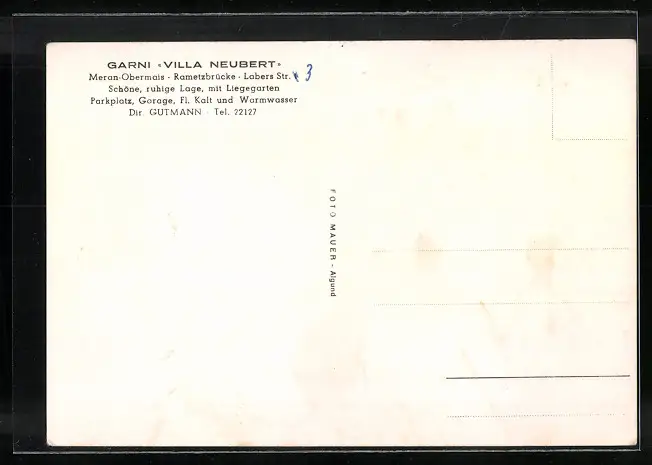 GARNI «VILLA NEUBERT»
Meran-Obermais · Rametzbrücke · Labers Str. 3
Schöne, ruhige Lage, mit Liegegarten
Parkplatz, Garage, Fl. Kalt und Warmwasser
Dir. GUTMANN · Tel. 22127
FOTO MAUER - Algund